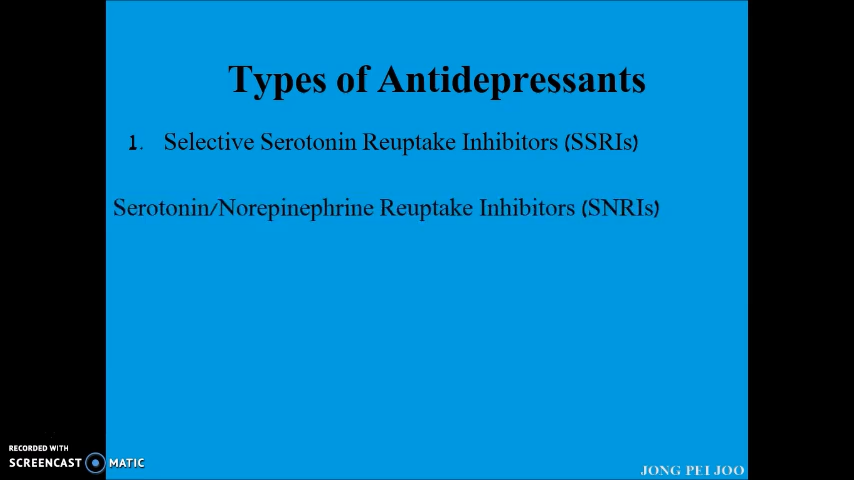 Types of Antidepressants
1. Selective Serotonin Reuptake Inhibitors (SSRIs)
Serotonin/Norepinephrine Reuptake Inhibitors (SNRIs)
RECORDED WITH
SCREENCAST MATIC
JONG PEI JOO